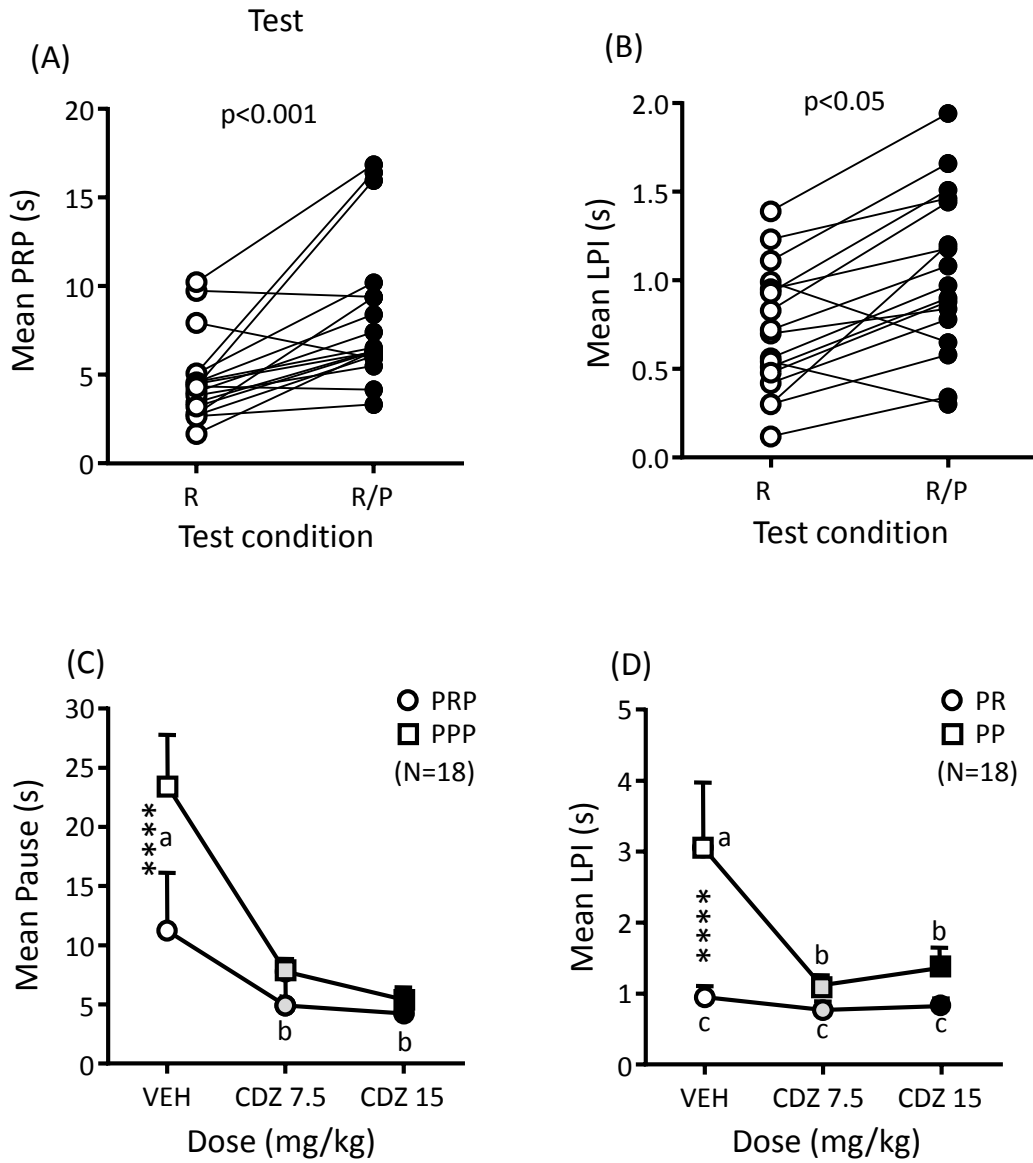 Test
(A)
p<0.001
Mean PRP (s)
20
15
10
5
0
R
R/P
Test condition
(B)
p<0.05
Mean LPI (s)
2.0
1.5
1.0
0.5
0.0
R
R/P
Test condition
(C)
PRP
PPP
(N=18)
Mean Pause (s)
30
25
20
15
10
5
0
****
a
b
b
VEH
CDZ 7.5
CDZ 15
Dose (mg/kg)
(D)
PR
PP
(N=18)
Mean LPI (s)
5
4
3
2
1
0
a
****
b
b
c
c
c
VEH
CDZ 7.5
CDZ 15
Dose (mg/kg)